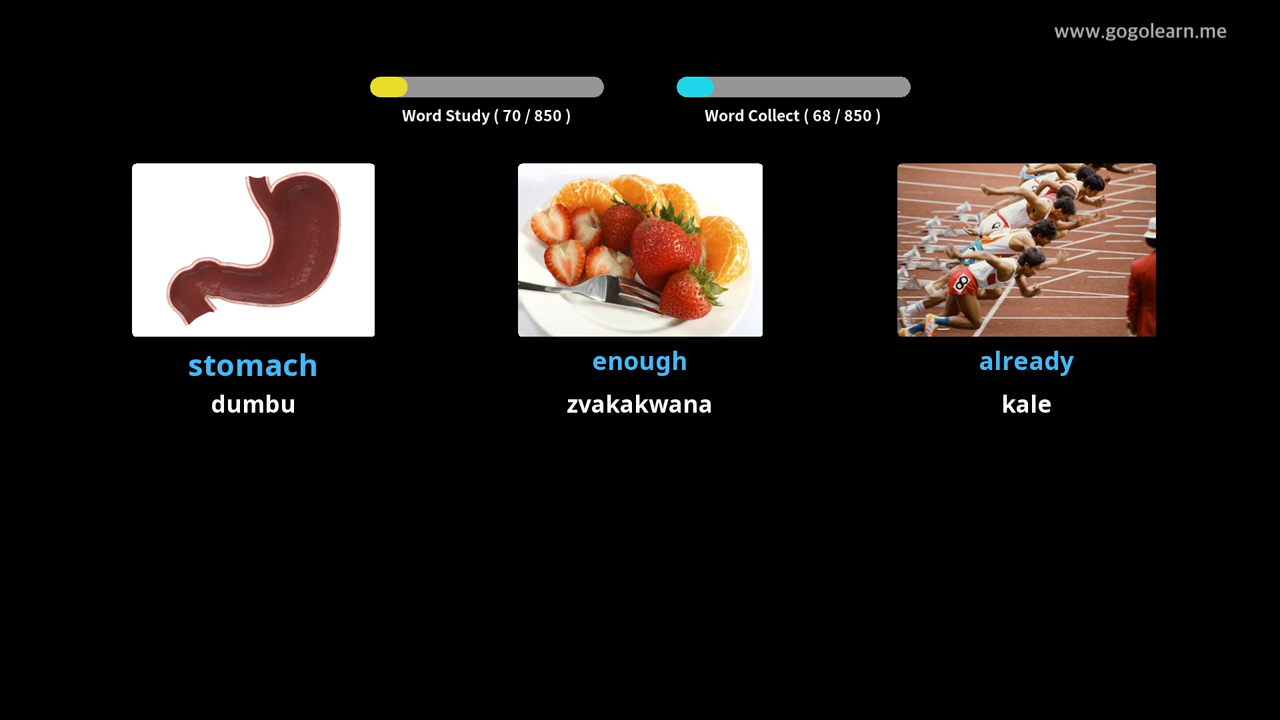 www.gogolearn.me
Word Study ( 70 / 850 )
Word Collect ( 68 / 850 )
stomach
dumbu
enough
zvakakwana
already
kale